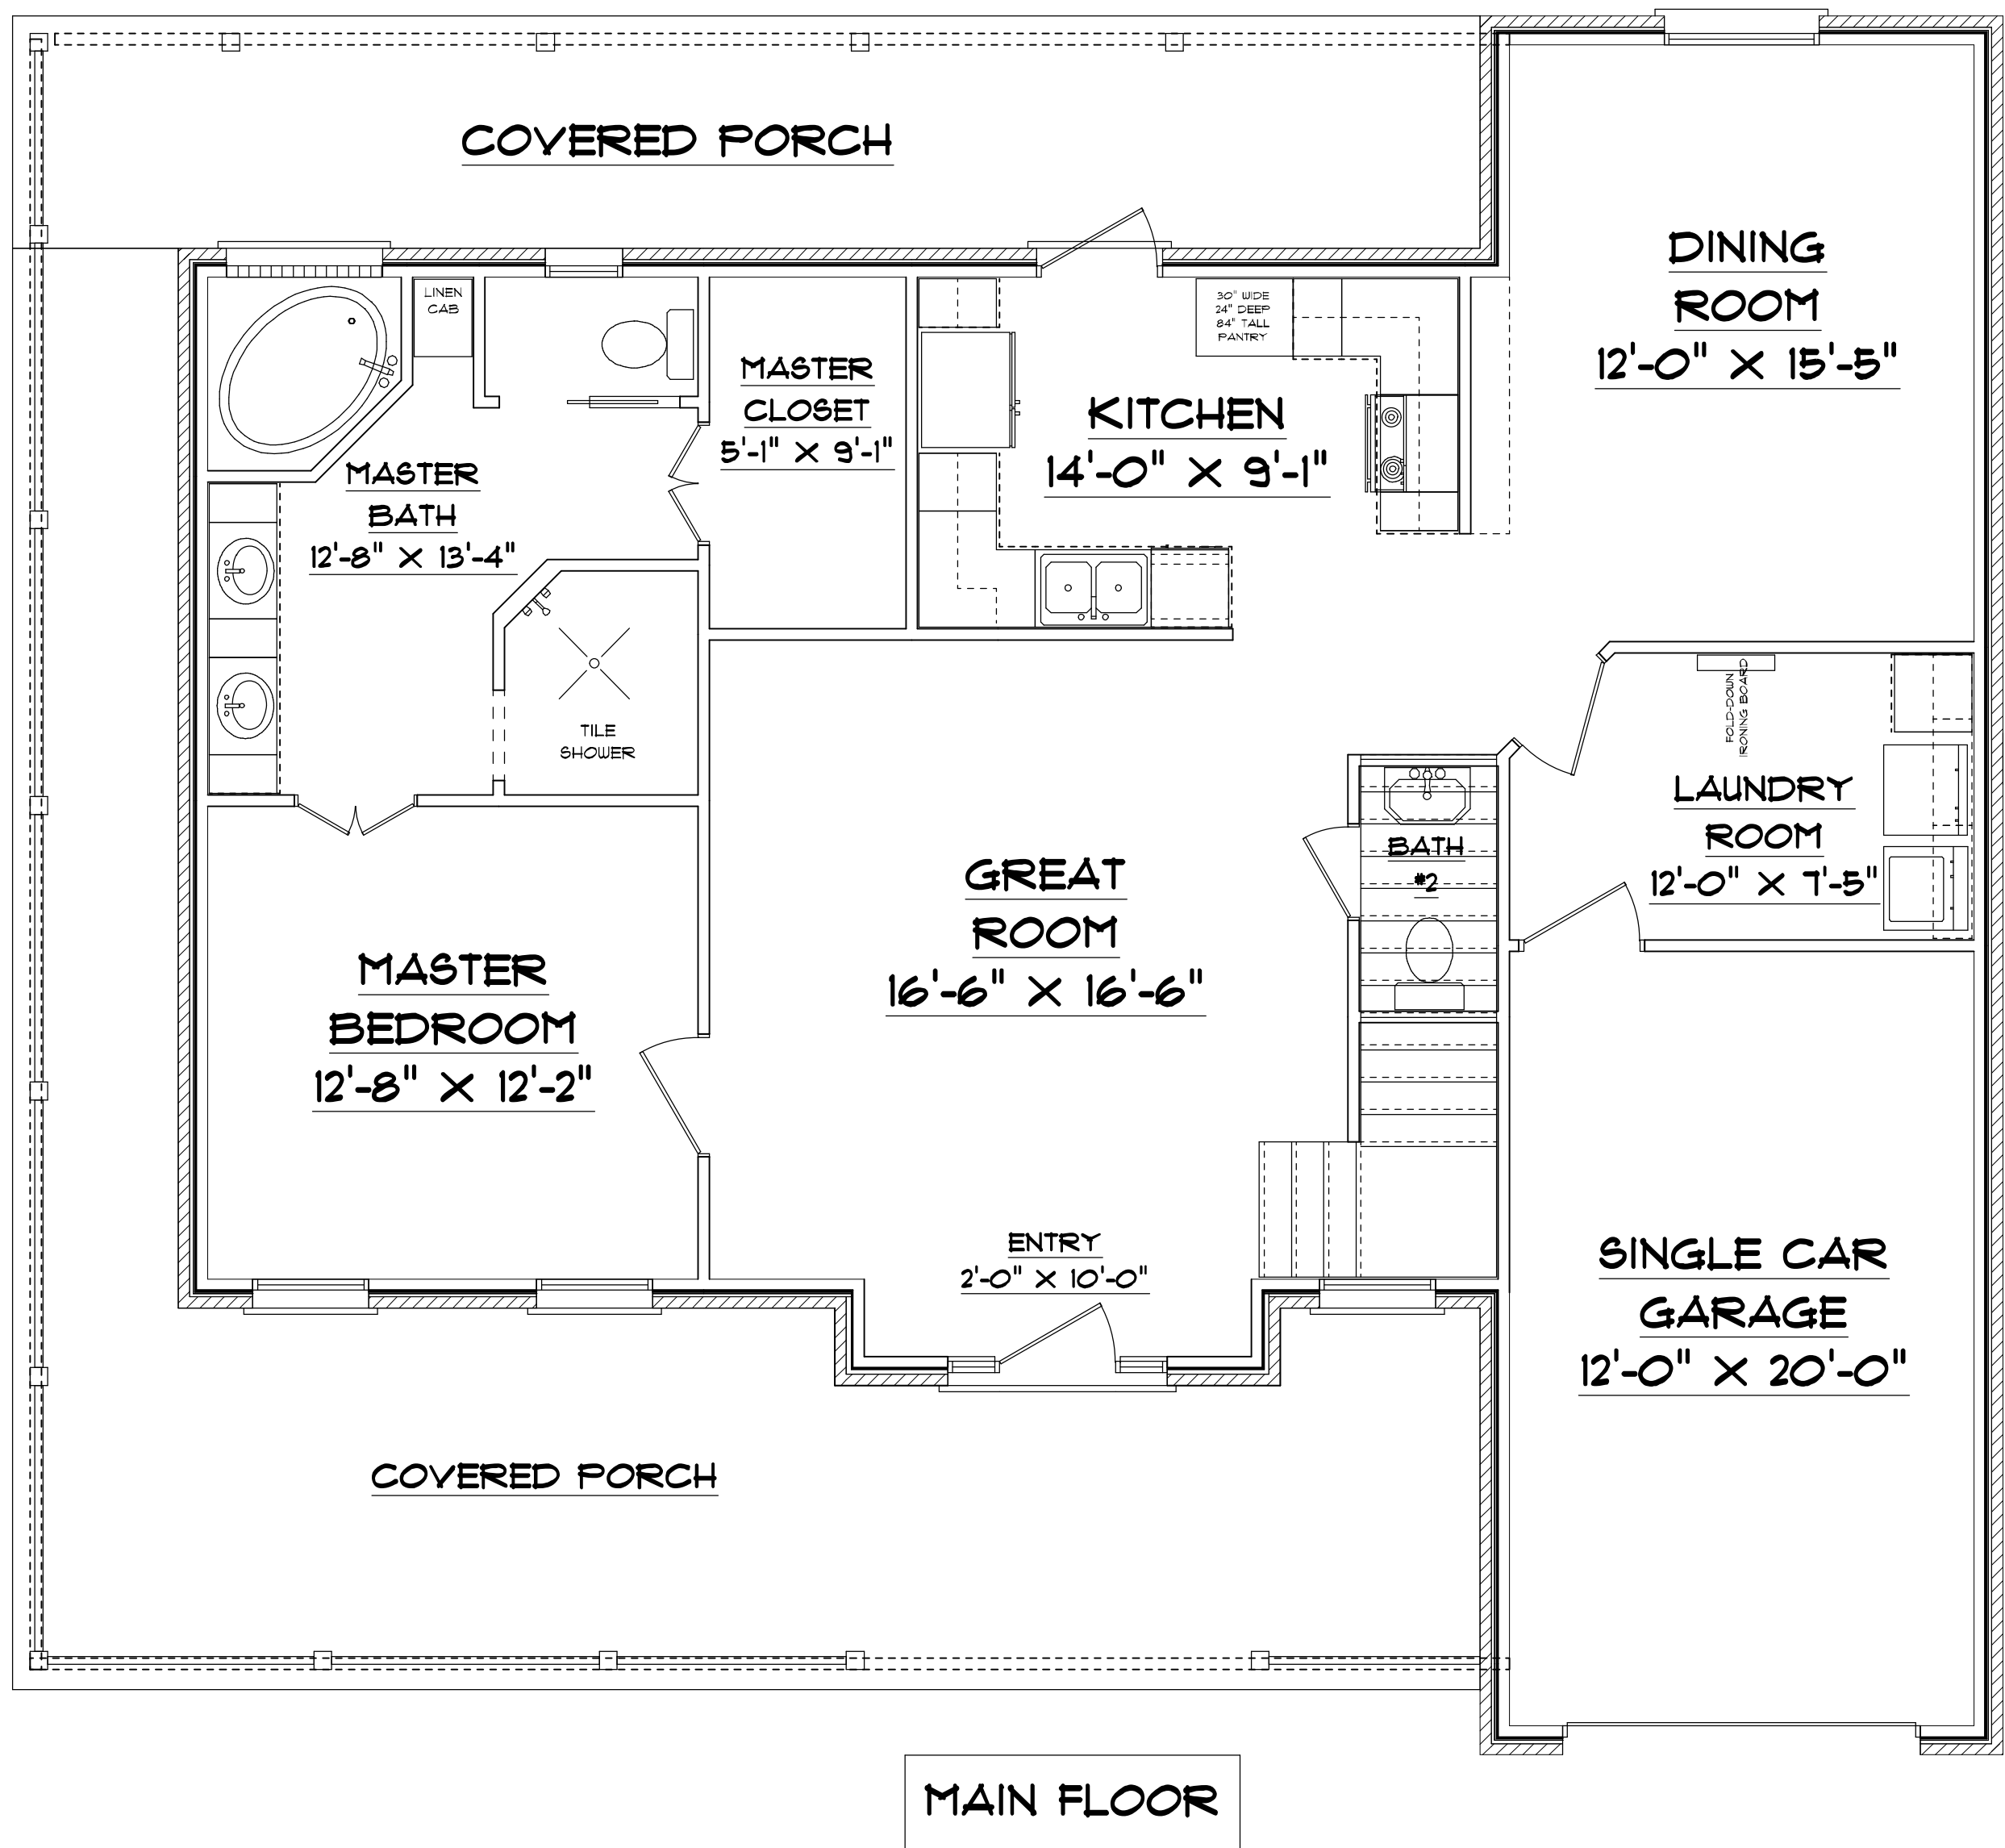 COVERED PORCH
DINING
ROOM
12'-0" X 15'-5"
LINEN
CAB
30" WIDE
24" DEEP
84" TALL
PANTRY
MASTER
CLOSET
5'-1" X 9'-1"
KITCHEN
14'-0" X 9'-1"
MASTER
BATH
12'-8" X 13'-4"
TILE
SHOWER
FOLD-DOWN
IRONING BOARD
LAUNDRY
ROOM
12'-0" X 7'-5"
BATH
#2
GREAT
ROOM
16'-6" X 16'-6"
MASTER
BEDROOM
12'-8" X 12'-2"
ENTRY
2'-0" X 10'-0"
SINGLE CAR
GARAGE
12'-0" X 20'-0"
COVERED PORCH
MAIN FLOOR